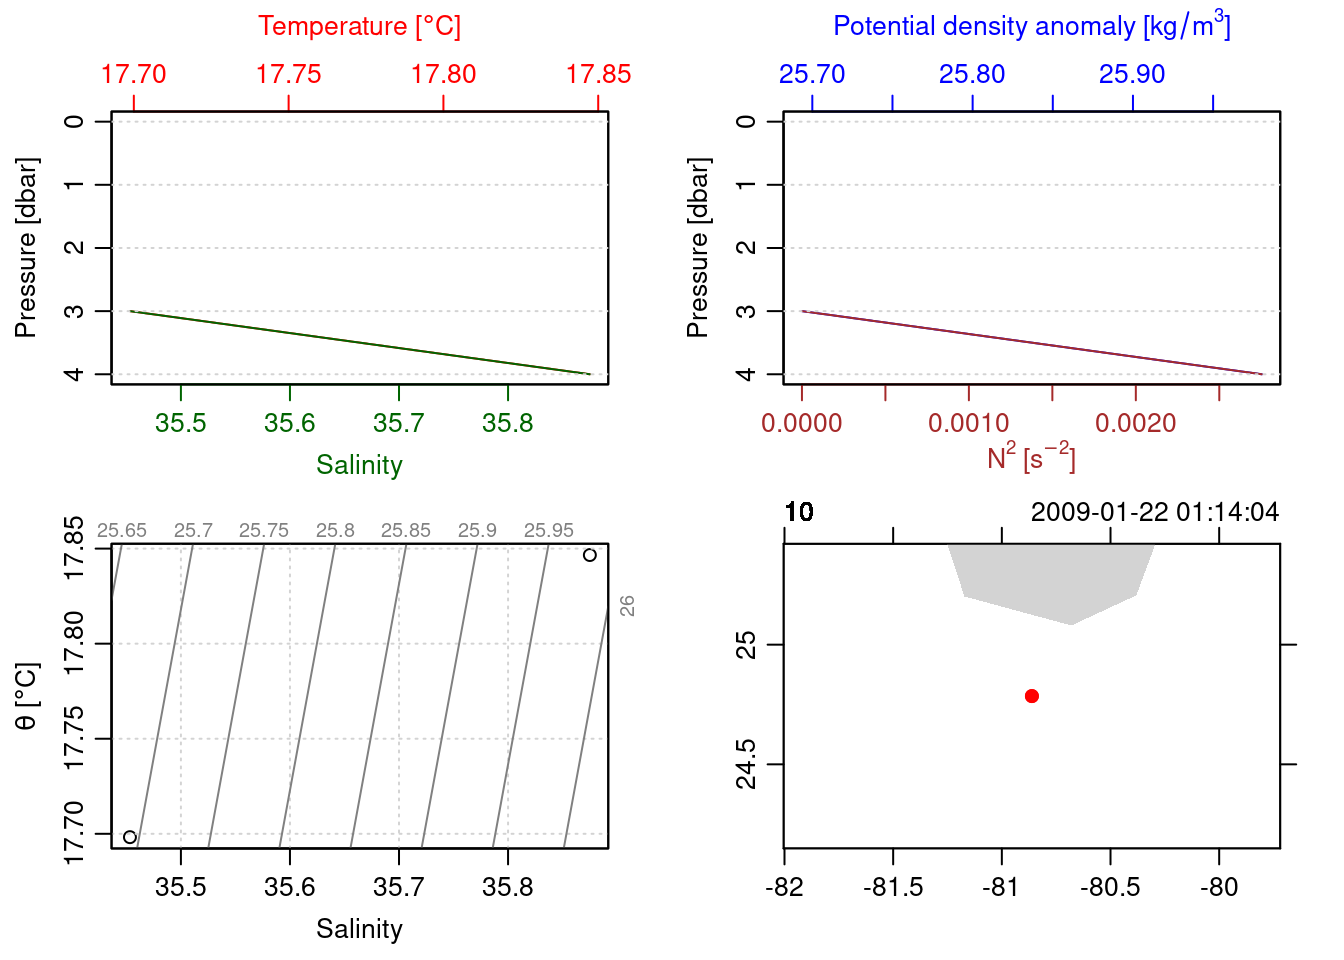 Temperature [°C]
17.70 17.75 17.80 17.85
0
1
2
3
4
Pressure [dbar]
35.5 35.6 35.7 35.8
Salinity
Potential density anomaly [kg/m³]
25.70 25.80 25.90
0
1
2
3
4
Pressure [dbar]
0.0000 0.0010 0.0020
N² [s⁻²]
25.65 25.7 25.75 25.8 25.85 25.9 25.95
26
17.85
17.80
17.75
17.70
θ [°C]
35.5 35.6 35.7 35.8
Salinity
10 2009-01-22 01:14:04
25
24.5
-82 -81.5 -81 -80.5 -80